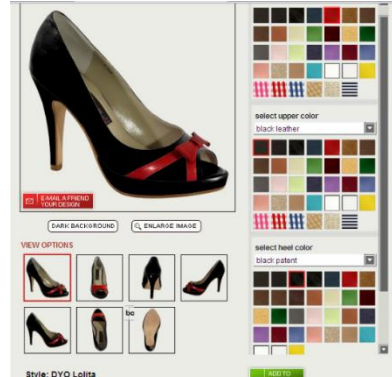 E-MAIL A FRIEND
YOUR DESIGN
DARK BACKGROUND
ENLARGE IMAGE
VIEW OPTIONS
bo
Style: DYO Lolita
select upper color
black leather
select heel color
black patent
ADD TO